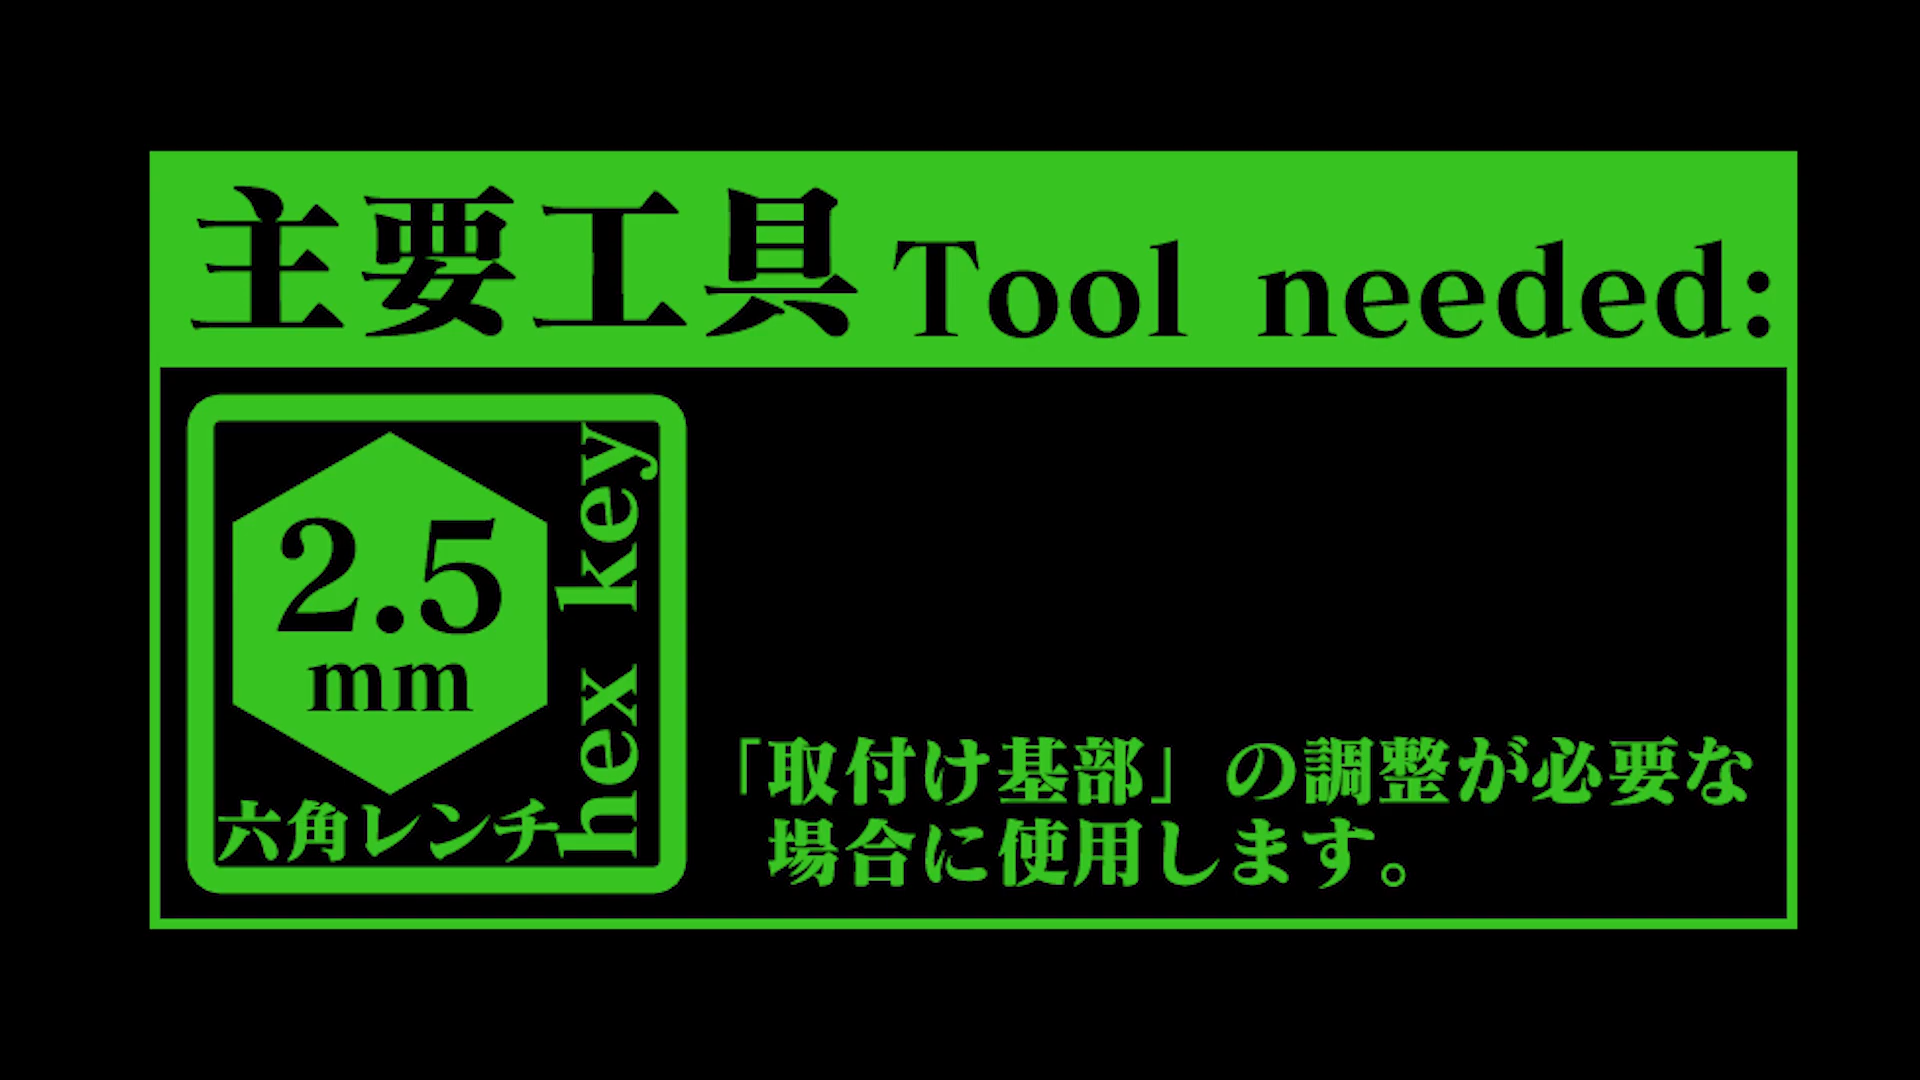 主要工具 Tool needed:
2.5
mm
六角レンチ
hex key
「取付け基部」の調整が必要な
場合に使用します。